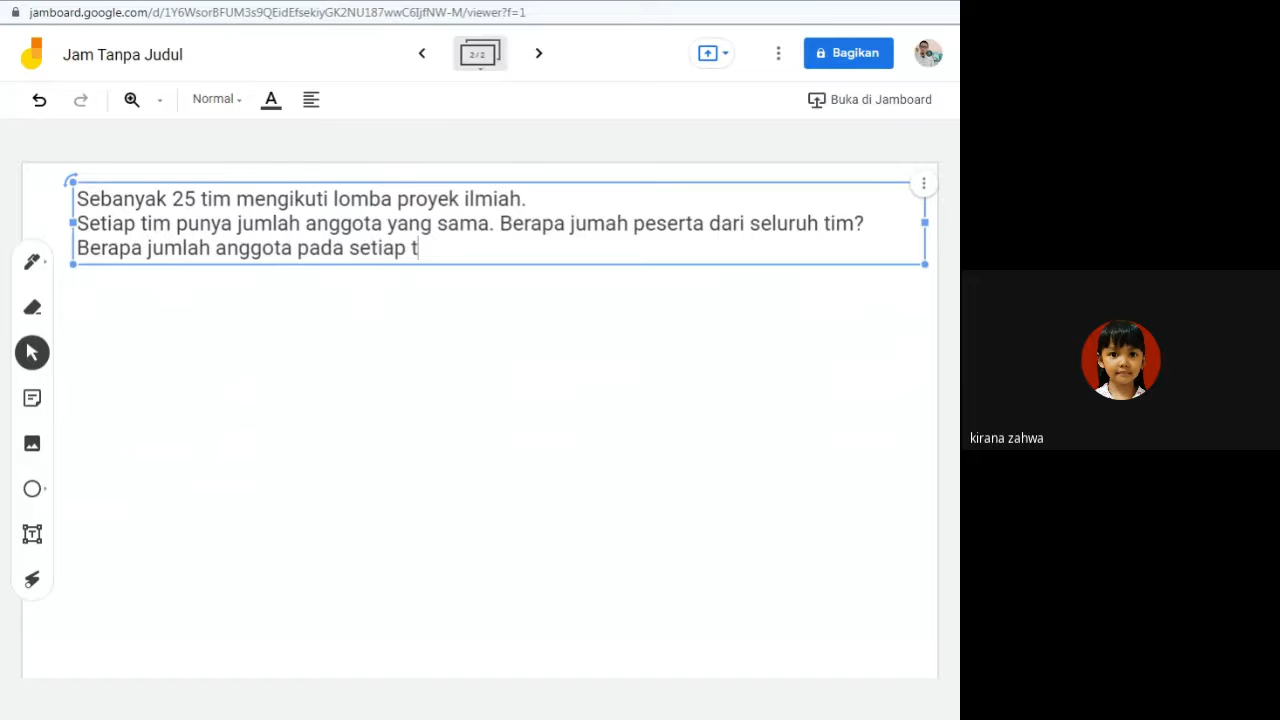 jamboard.google.com/d/1Y6WsorBFUM3s9QEidEfsekiyGK2NU187wwC6IjfNW-M/viewer?f=1
Jam Tanpa Judul
2 / 2
Bagikan
Normal
A
Buka di Jamboard
Sebanyak 25 tim mengikuti lomba proyek ilmiah.
Setiap tim punya jumlah anggota yang sama. Berapa jumah peserta dari seluruh tim?
Berapa jumlah anggota pada setiap t
kirana zahwa